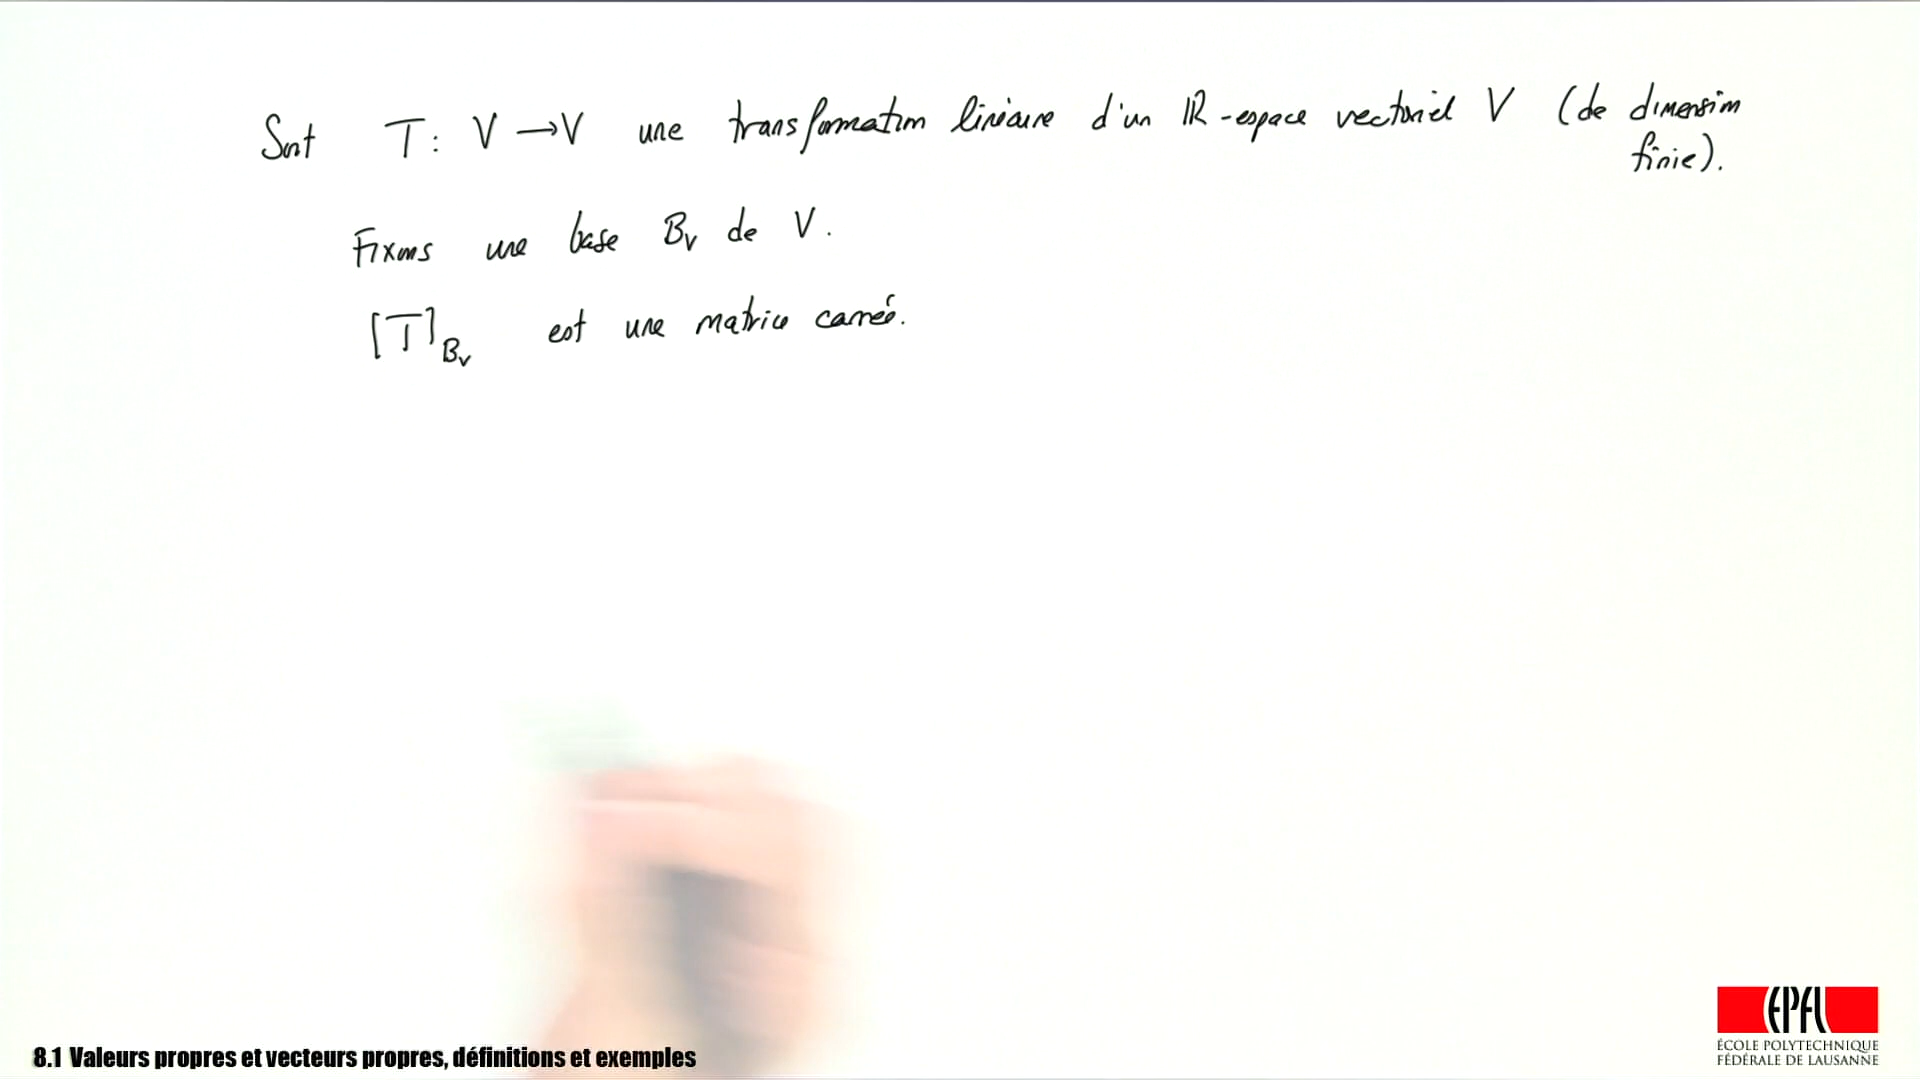 Soit T: V → V une transformation linéaire d'un ℝ-espace vectoriel V (de dimension
finie).
Fixons une base B_V de V.
[T]_{B_V} est une matrice carrée.
8.1 Valeurs propres et vecteurs propres, définitions et exemples
EPFL
ÉCOLE POLYTECHNIQUE
FÉDÉRALE DE LAUSANNE